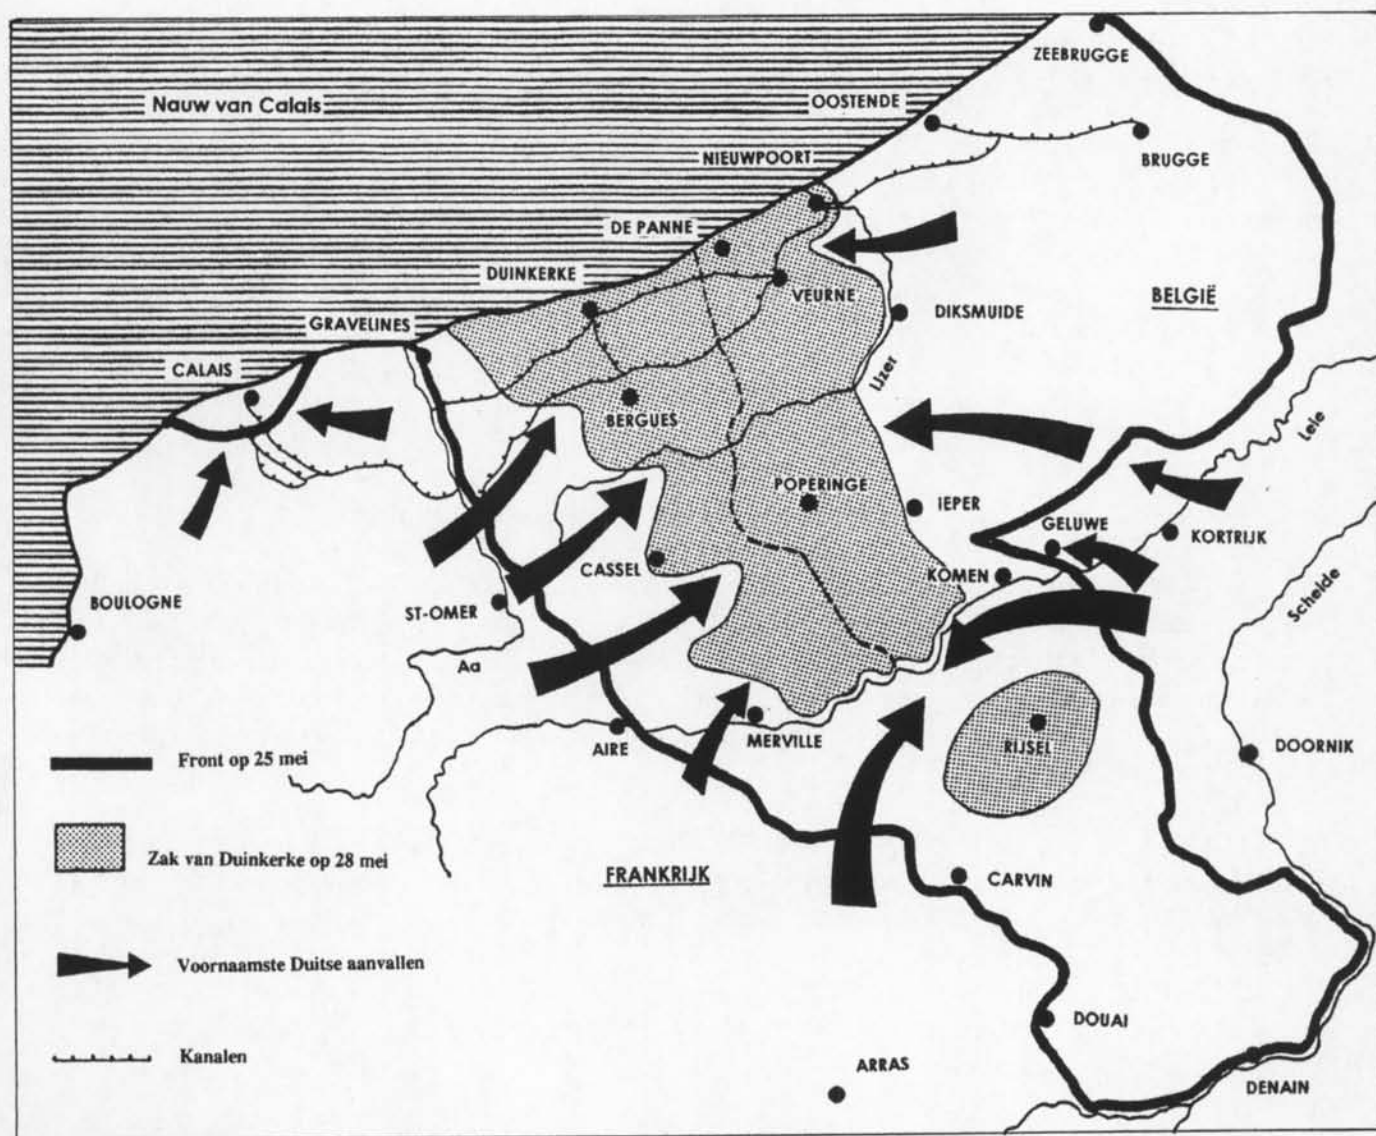 ZEEBRUGGE
Nauw van Calais
OOSTENDE
NIEUWPOORT
BRUGGE
DE PANNE
DUINKERKE
VEURNE
BELGIË
DIKSMUIDE
GRAVELINES
CALAIS
IJzer
BERGUES
Leie
POPERINGE
IEPER
GELUWE
KORTRIJK
CASSEL
KOMEN
BOULOGNE
ST-OMER
Schelde
Aa
AIRE
MERVILLE
RIJSEL
DOORNIK
Front op 25 mei
Zak van Duinkerke op 28 mei
FRANKRIJK
CARVIN
Voornaamste Duitse aanvallen
DOUAI
Kanalen
ARRAS
DENAIN